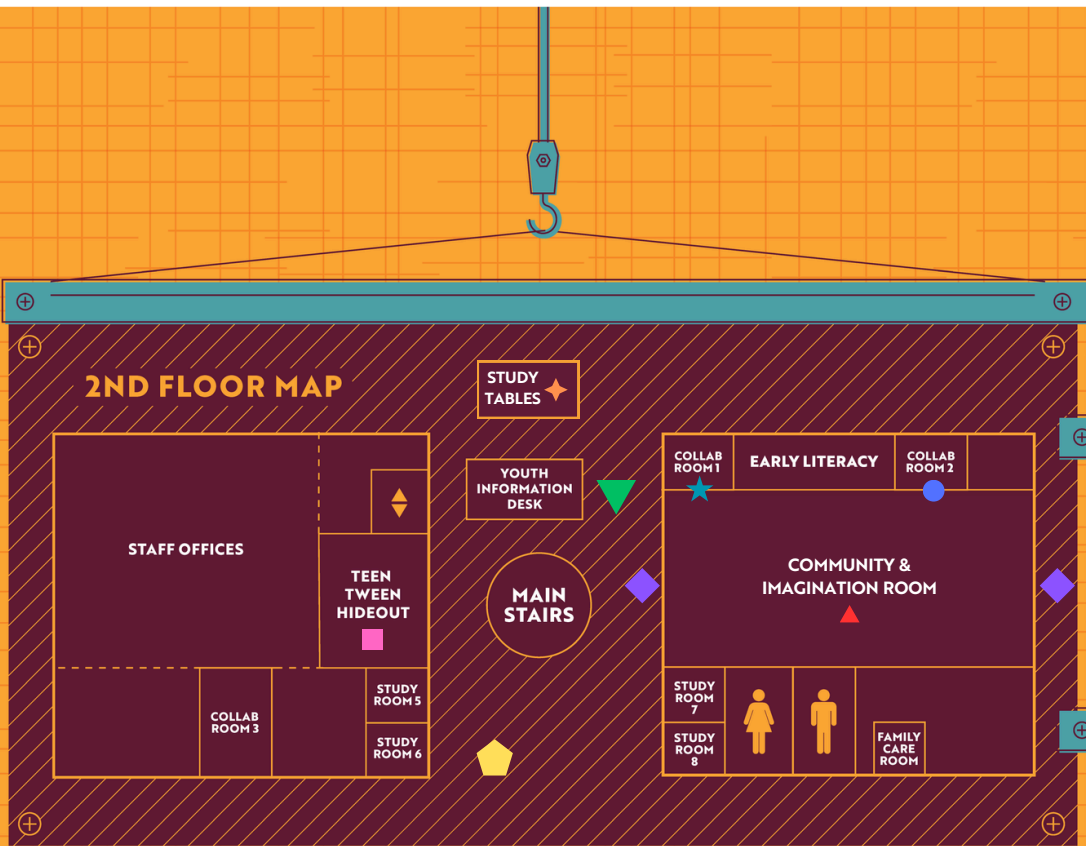 2ND FLOOR MAP
STUDY
TABLES
YOUTH
INFORMATION
DESK
COLLAB
ROOM 1
EARLY LITERACY
COLLAB
ROOM 2
STAFF OFFICES
TEEN
TWEEN
HIDEOUT
MAIN
STAIRS
COMMUNITY &
IMAGINATION ROOM
COLLAB
ROOM 3
STUDY
ROOM 5
STUDY
ROOM 6
STUDY
ROOM
7
STUDY
ROOM
8
FAMILY
CARE
ROOM